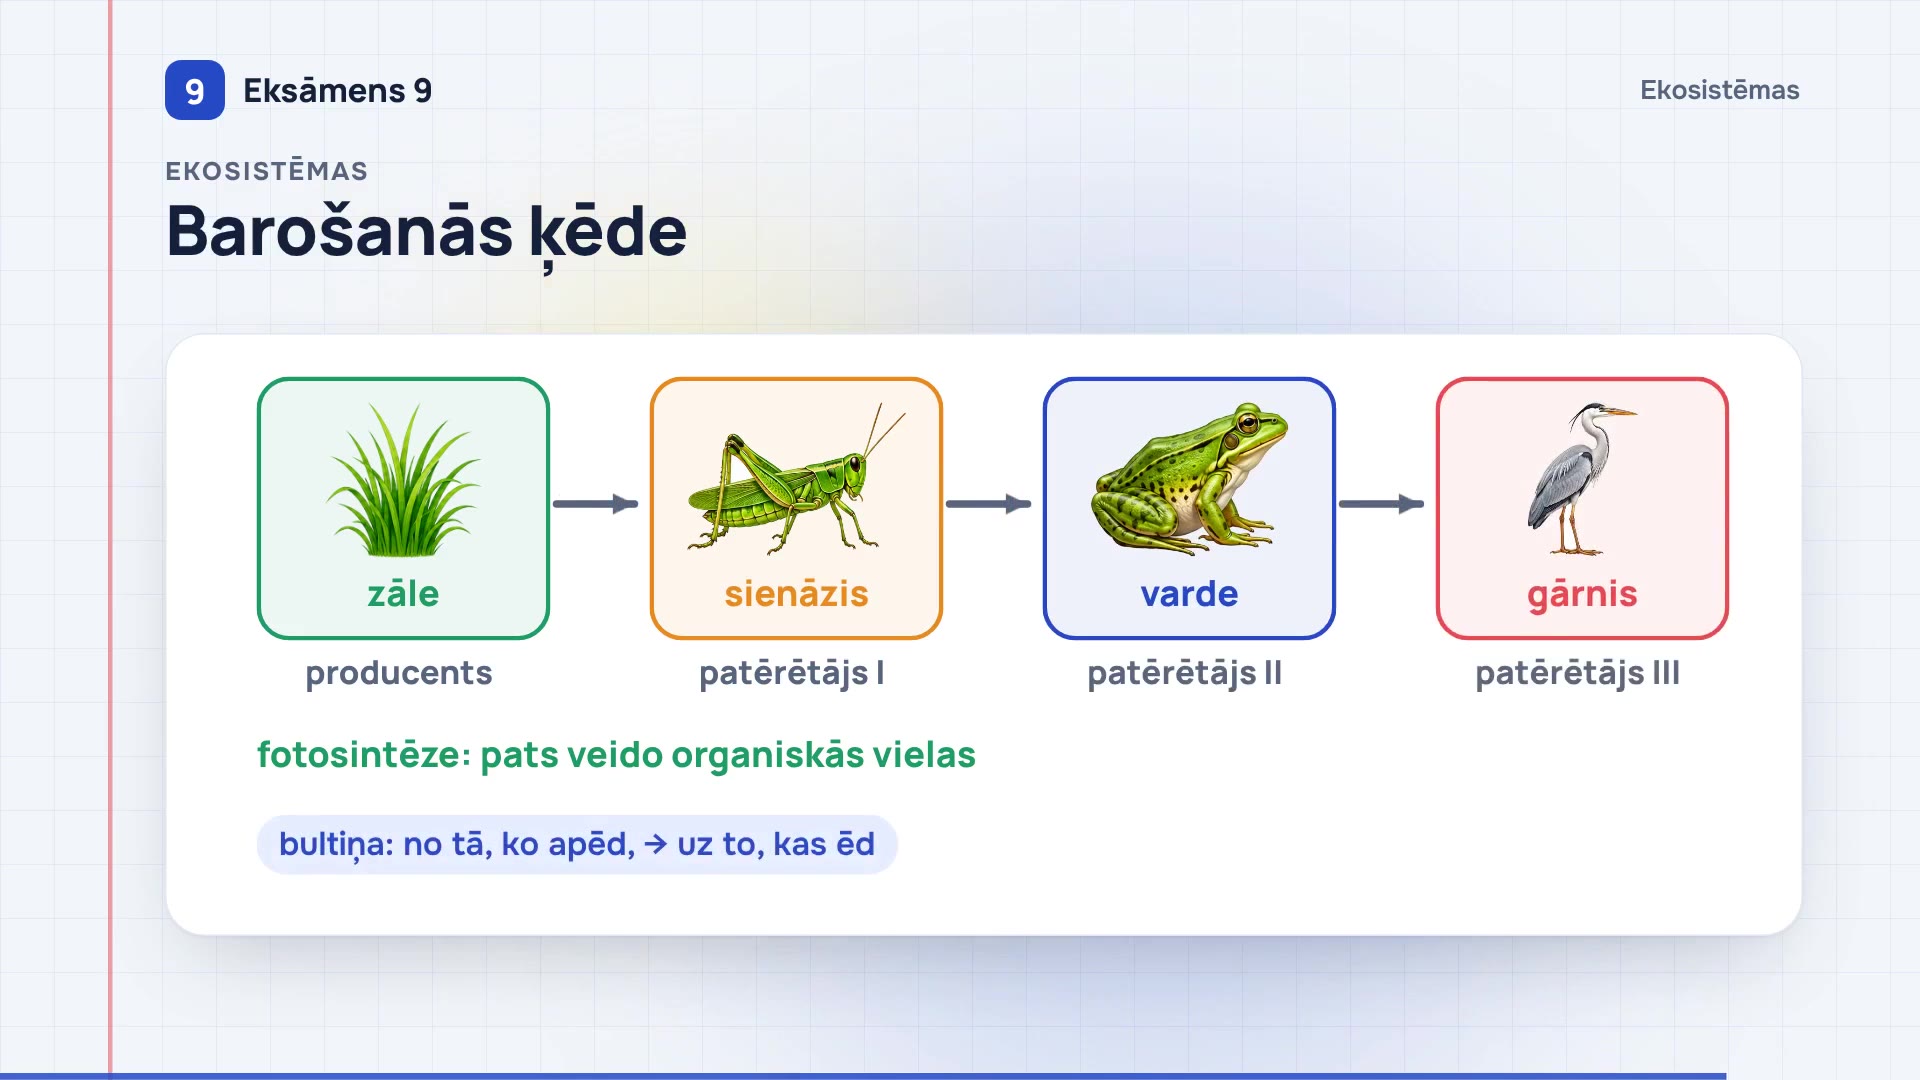 9 Eksāmens 9
Ekosistēmas
EKOSISTĒMAS
Barošanās ķēde
zāle
sienāzis
varde
gārnis
producents
patērētājs I
patērētājs II
patērētājs III
fotosintēze: pats veido organiskās vielas
bultiņa: no tā, ko apēd, → uz to, kas ēd